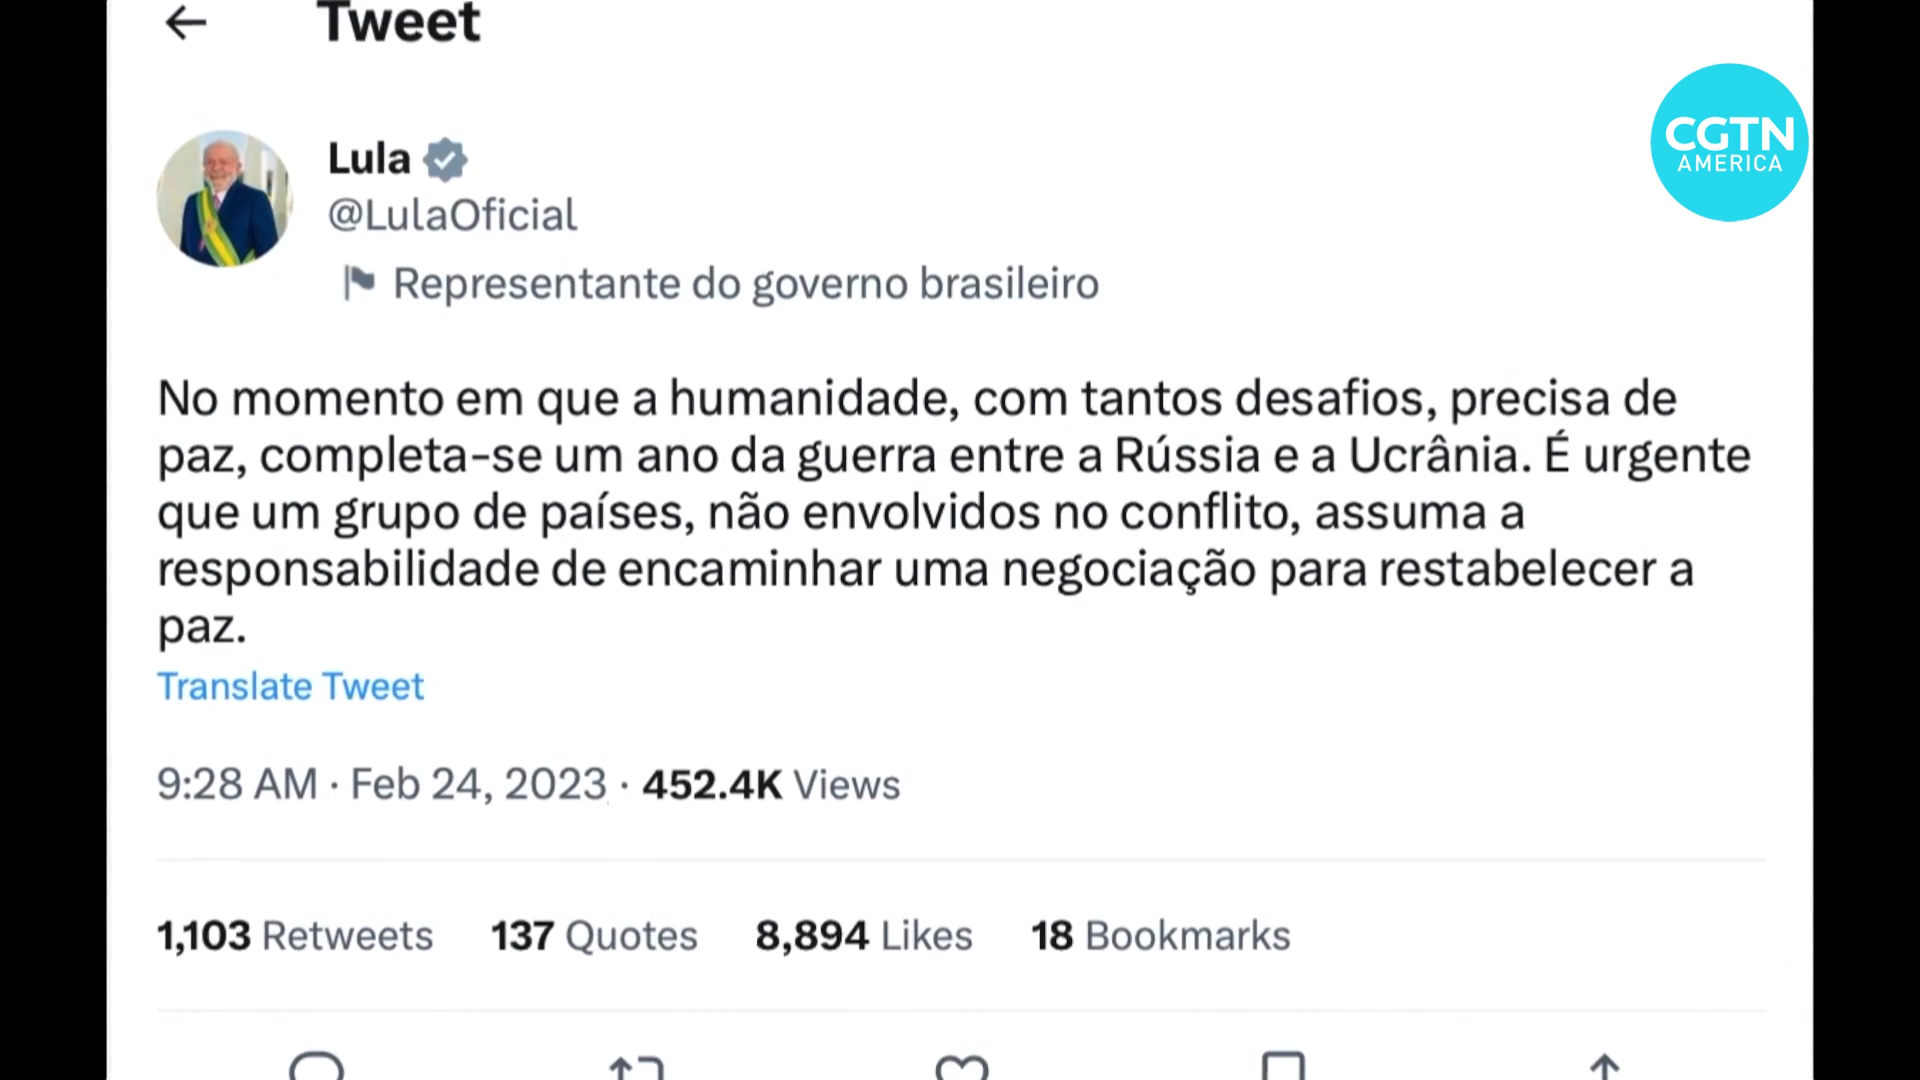 Tweet
CGTN
AMERICA
Lula
@LulaOficial
Representante do governo brasileiro
No momento em que a humanidade, com tantos desafios, precisa de
paz, completa-se um ano da guerra entre a Rússia e a Ucrânia. É urgente
que um grupo de países, não envolvidos no conflito, assuma a
responsabilidade de encaminhar uma negociação para restabelecer a
paz.
Translate Tweet
9:28 AM · Feb 24, 2023 · 452.4K Views
1,103 Retweets 137 Quotes 8,894 Likes 18 Bookmarks